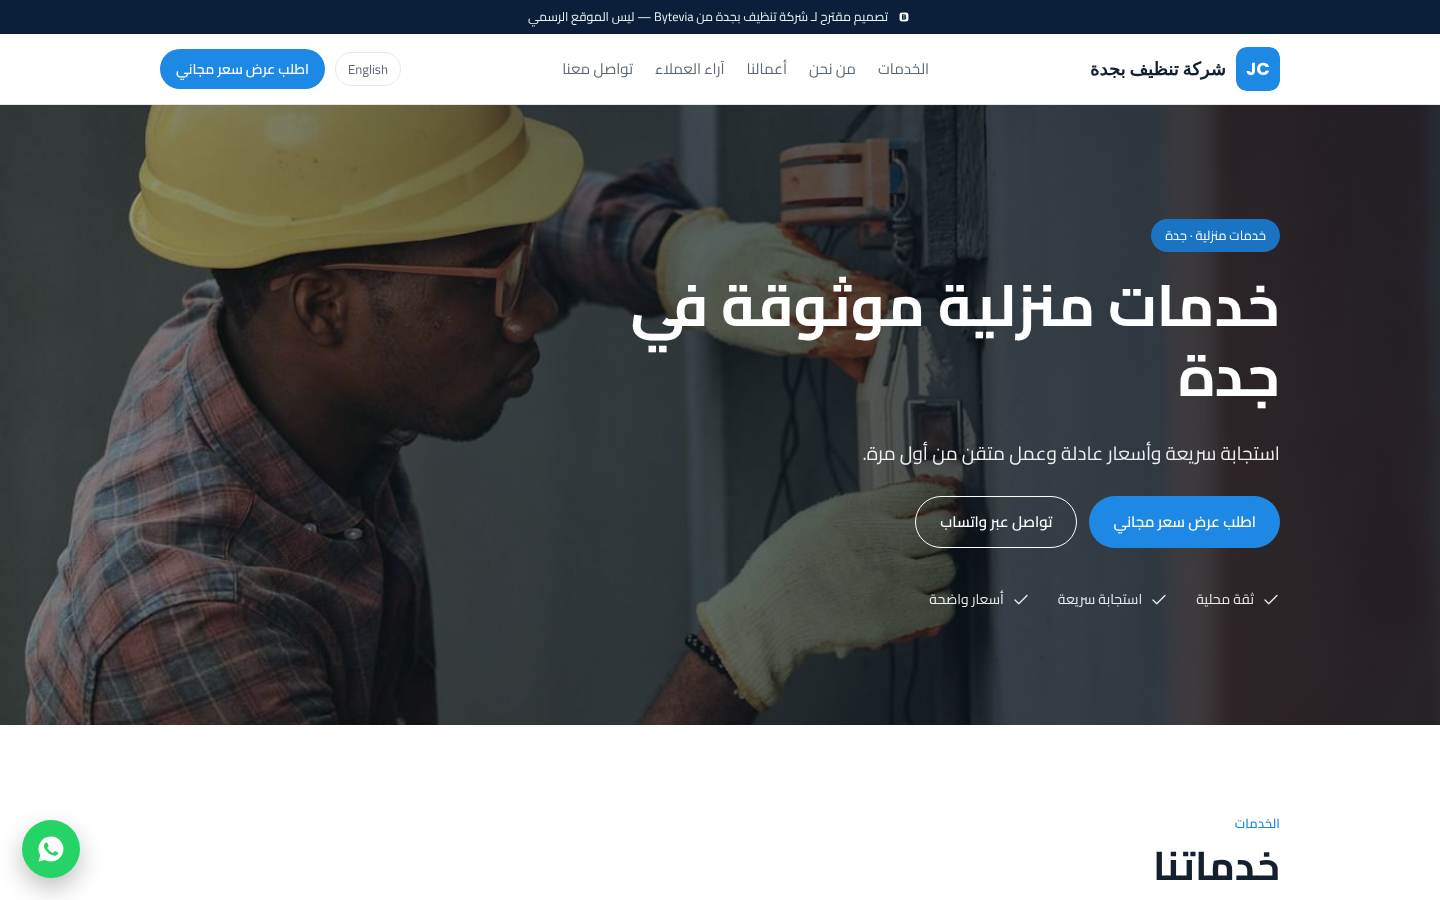 تصميم مقترح لـ شركة تنظيف بجدة من Bytevia — ليس الموقع الرسمي
JC
شركة تنظيف بجدة
الخدمات
من نحن
أعمالنا
آراء العملاء
تواصل معنا
English
اطلب عرض سعر مجاني
خدمات منزلية · جدة
خدمات منزلية موثوقة في
جدة
استجابة سريعة وأسعار عادلة وعمل متقن من أول مرة.
اطلب عرض سعر مجاني
تواصل عبر واتساب
ثقة محلية
استجابة سريعة
أسعار واضحة
الخدمات
خدماتنا